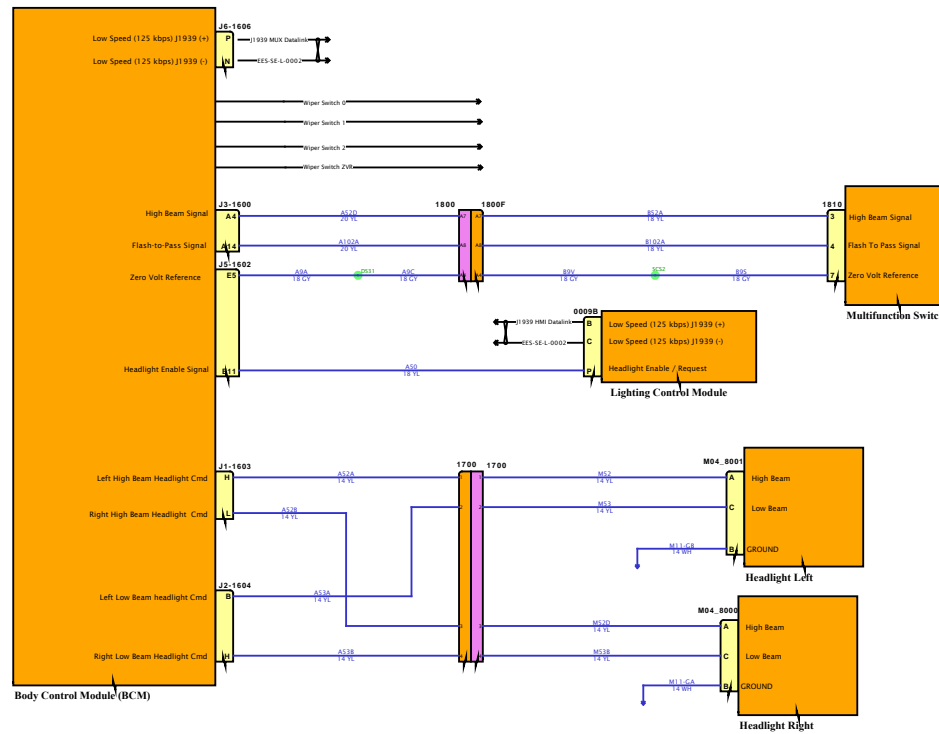 J6-1606
Low Speed (125 kbps) J1939 (+)
P
J1939 MUX Datalink
Low Speed (125 kbps) J1939 (-)
N
EES-SE-L-0002
Wiper Switch 0
Wiper Switch 1
Wiper Switch 2
Wiper Switch ZVR
J3-1600
1800
1800F
1810
High Beam Signal
A4
A52D
20 YL
A7
A7
B52A
18 YL
3
High Beam Signal
Flash-to-Pass Signal
A14
A102A
20 YL
A8
A8
B102A
18 YL
4
Flash To Pass Signal
J5-1602
Zero Volt Reference
E5
A9A
18 GY
DS31
A9C
18 GY
B9V
18 GY
SC52
B9S
18 GY
7
Zero Volt Reference
Multifunction Switc
0009B
J1939 HMI Datalink
B
Low Speed (125 kbps) J1939 (+)
EES-SE-L-0002
C
Low Speed (125 kbps) J1939 (-)
Headlight Enable Signal
B11
A50
18 YL
P
Headlight Enable / Request
Lighting Control Module
J1-1603
1700
1700
M04_8001
Left High Beam Headlight Cmd
H
A52A
14 YL
1
1
M52
14 YL
A
High Beam
Right High Beam Headlight Cmd
L
A52B
14 YL
2
2
M53
14 YL
C
Low Beam
M11-GB
14 WH
B
GROUND
Headlight Left
J2-1604
Left Low Beam headlight Cmd
B
A53A
14 YL
M04_8000
3
3
M52D
14 YL
A
High Beam
Right Low Beam Headlight Cmd
H
A53B
14 YL
M53B
14 YL
C
Low Beam
M11-GA
14 WH
B
GROUND
Body Control Module (BCM)
Headlight Right